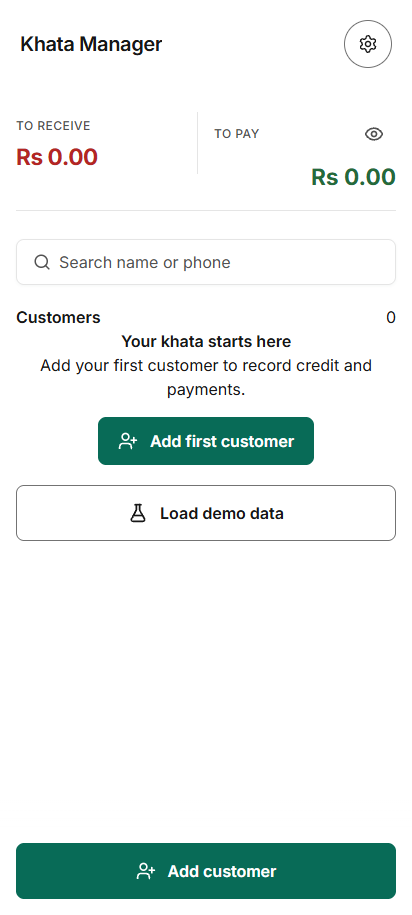 Khata Manager
TO RECEIVE
Rs 0.00
TO PAY
Rs 0.00
Search name or phone
Customers 0
Your khata starts here
Add your first customer to record credit and
payments.
Add first customer
Load demo data
Add customer